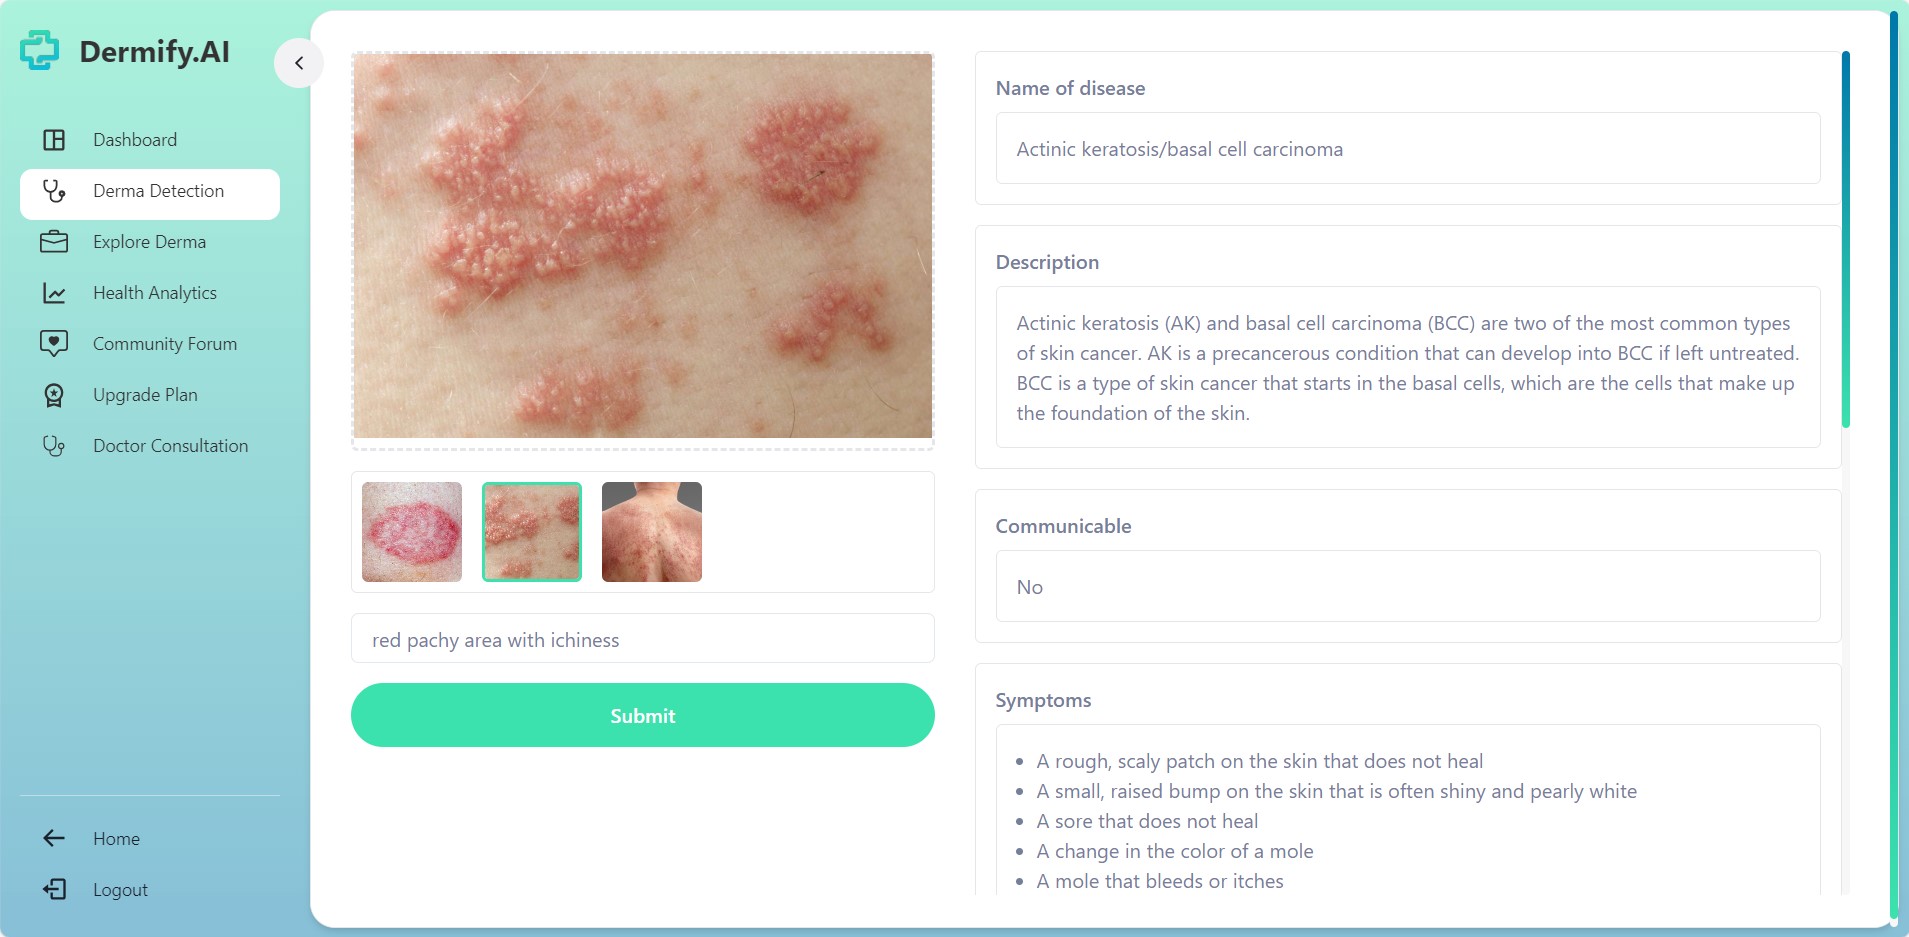 Dermify.AI
Dashboard
Derma Detection
Explore Derma
Health Analytics
Community Forum
Upgrade Plan
Doctor Consultation
Home
Logout
red pachy area with ichiness
Submit
Name of disease
Actinic keratosis/basal cell carcinoma
Description
Actinic keratosis (AK) and basal cell carcinoma (BCC) are two of the most common types
of skin cancer. AK is a precancerous condition that can develop into BCC if left untreated.
BCC is a type of skin cancer that starts in the basal cells, which are the cells that make up
the foundation of the skin.
Communicable
No
Symptoms
A rough, scaly patch on the skin that does not heal
A small, raised bump on the skin that is often shiny and pearly white
A sore that does not heal
A change in the color of a mole
A mole that bleeds or itches